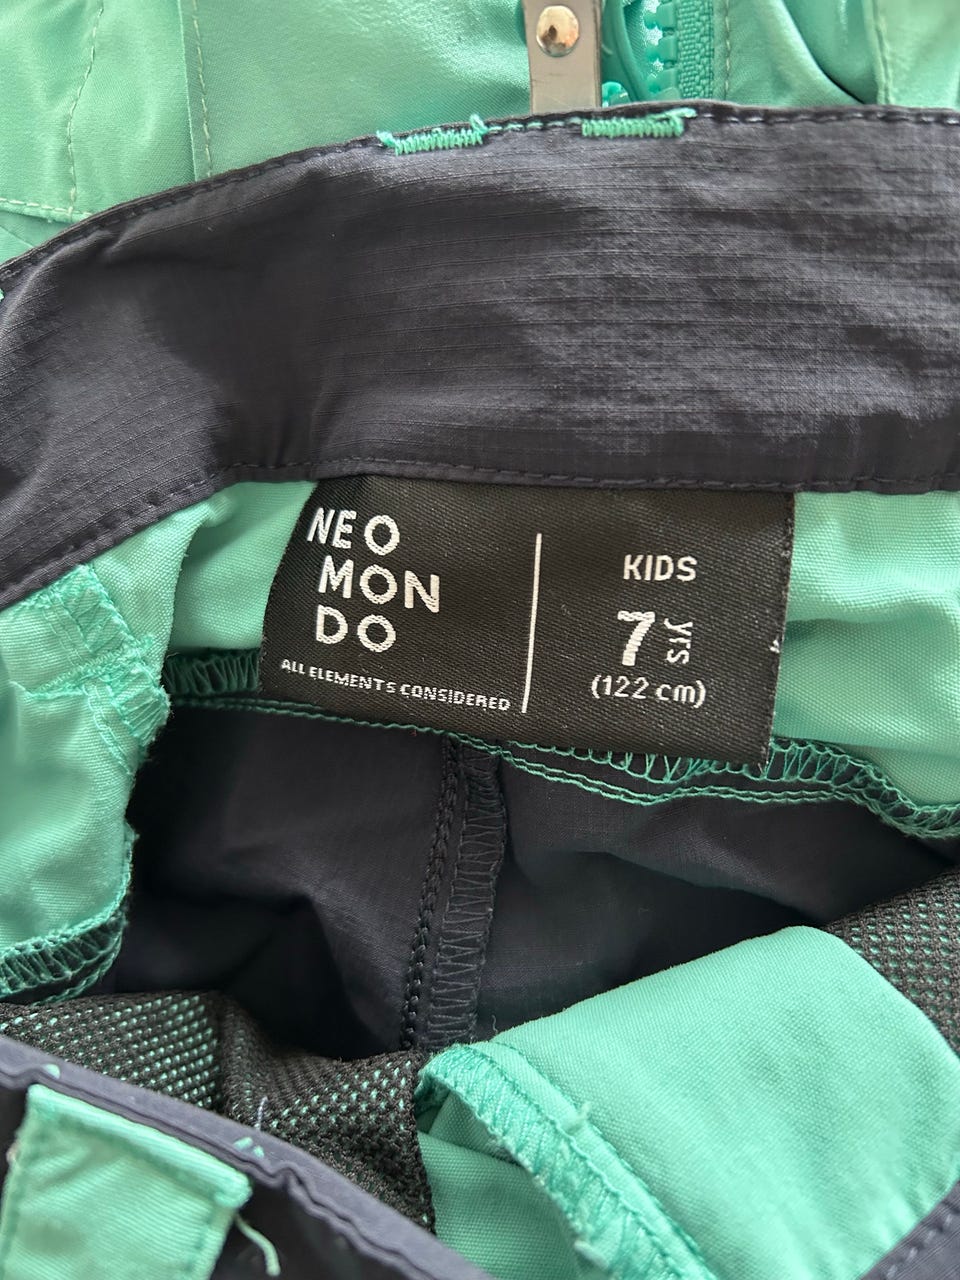 NEO
MON
DO
ALL ELEMENTS CONSIDERED
KIDS
7 yrs
(122 cm)